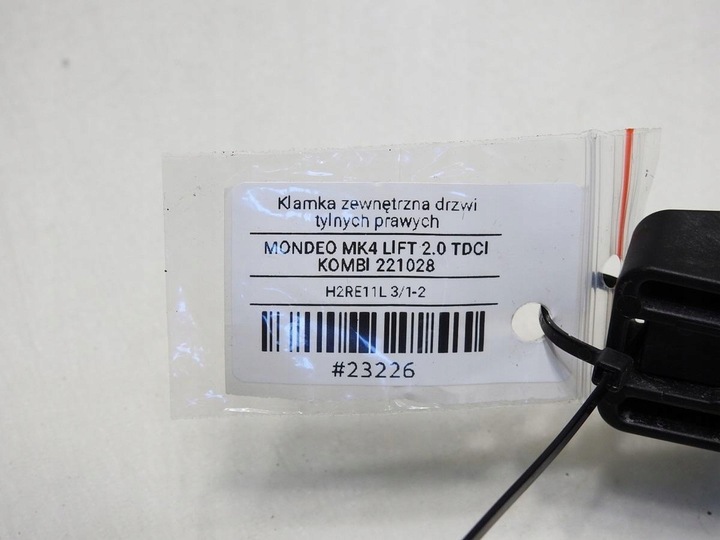 Klamka zewnętrzna drzwi
tylnych prawych
MONDEO MK4 LIFT 2.0 TDCI
KOMBI 221028
H2RE11L 3/1-2
#23226